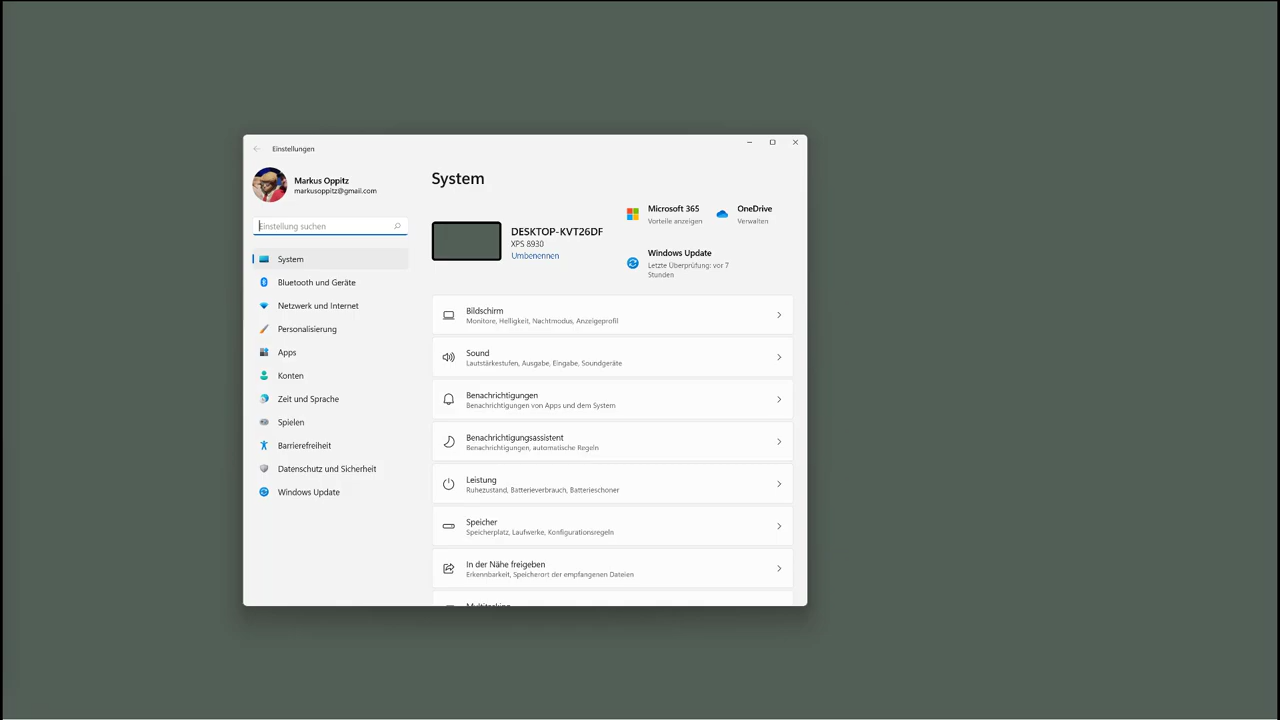 Einstellungen
Markus Oppitz
markusoppitz@gmail.com
Einstellung suchen
System
Bluetooth und Geräte
Netzwerk und Internet
Personalisierung
Apps
Konten
Zeit und Sprache
Spielen
Barrierefreiheit
Datenschutz und Sicherheit
Windows Update
System
DESKTOP-KVT26DF
XPS 8930
Umbenennen
Microsoft 365
Vorteile anzeigen
OneDrive
Verwalten
Windows Update
Letzte Überprüfung: vor 7
Stunden
Bildschirm
Monitore, Helligkeit, Nachtmodus, Anzeigeprofil
Sound
Lautstärkestufen, Ausgabe, Eingabe, Soundgeräte
Benachrichtigungen
Benachrichtigungen von Apps und dem System
Benachrichtigungsassistent
Benachrichtigungen, automatische Regeln
Leistung
Ruhezustand, Batterieverbrauch, Batterieschoner
Speicher
Speicherplatz, Laufwerke, Konfigurationsregeln
In der Nähe freigeben
Erkennbarkeit, Speicherort der empfangenen Dateien
Multitasking